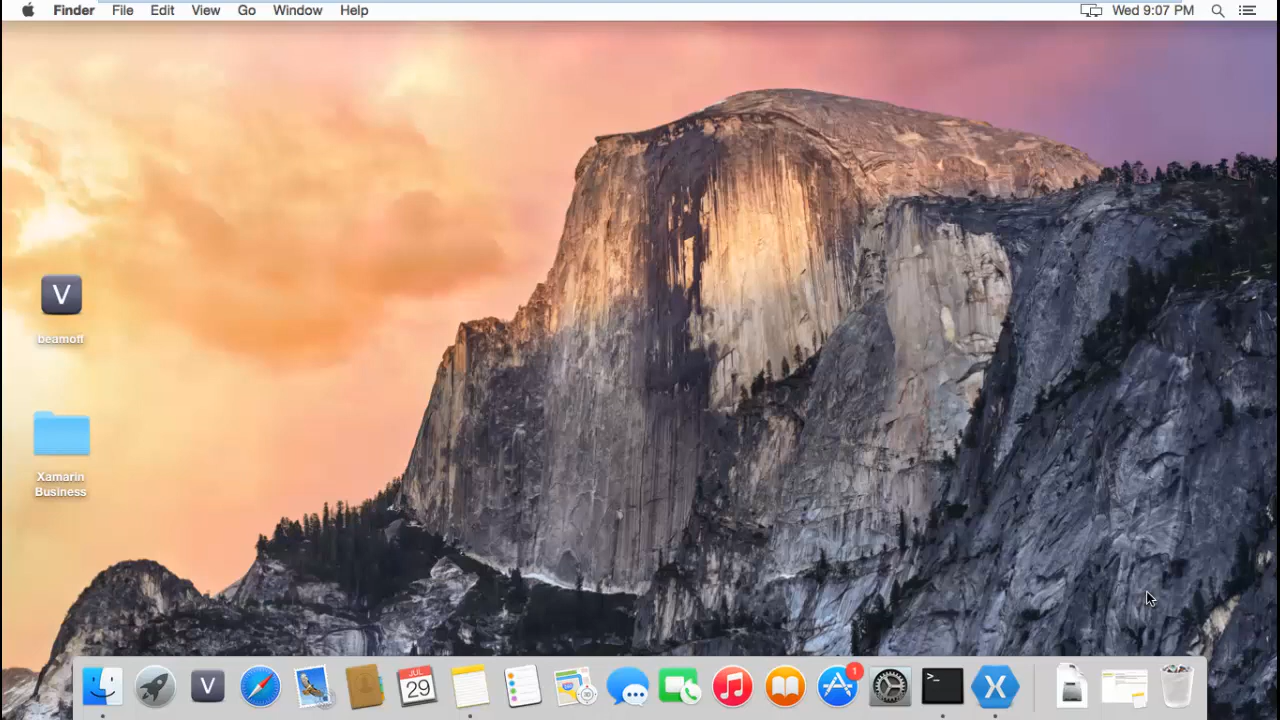 Finder File Edit View Go Window Help Wed 9:07 PM
V
beamoff
Xamarin
Business
V
JUL
29
1
>_
X